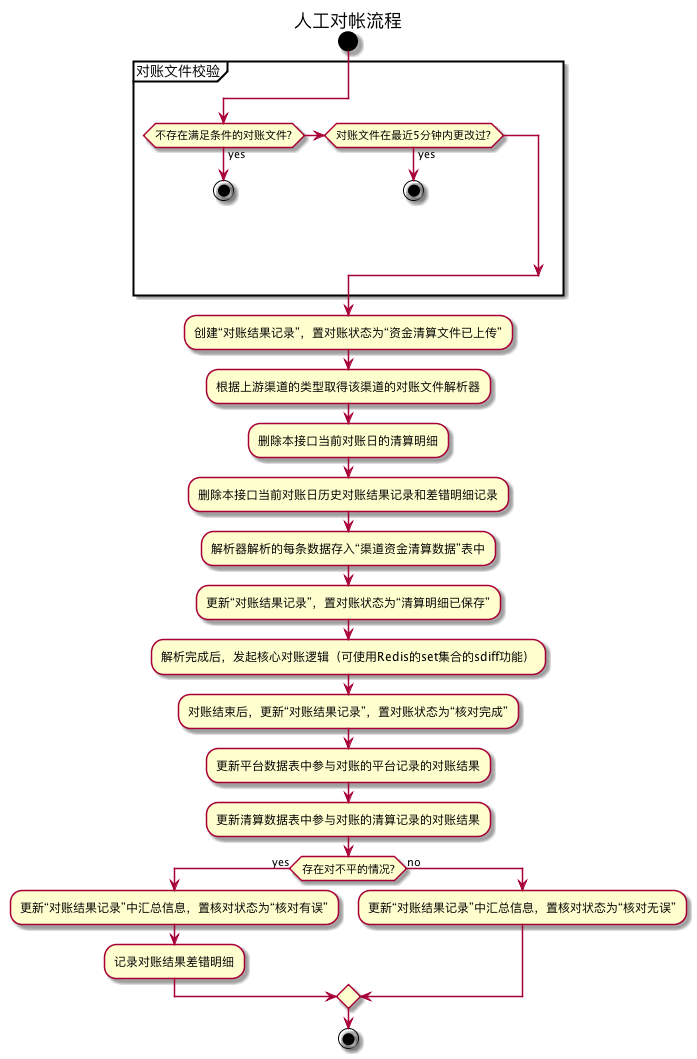 人工对帐流程
对账文件校验
不存在满足条件的对账文件?
对账文件在最近5分钟内更改过?
yes
yes
创建“对账结果记录”，置对账状态为“资金清算文件已上传”
根据上游渠道的类型取得该渠道的对账文件解析器
删除本接口当前对账日的清算明细
删除本接口当前对账日历史对账结果记录和差错明细记录
解析器解析的每条数据存入“渠道资金清算数据”表中
更新“对账结果记录”，置对账状态为“清算明细已保存”
解析完成后，发起核心对账逻辑（可使用Redis的set集合的sdiff功能）
对账结束后，更新“对账结果记录”，置对账状态为“核对完成”
更新平台数据表中参与对账的平台记录的对账结果
更新清算数据表中参与对账的清算记录的对账结果
yes
存在对不平的情况?
no
更新“对账结果记录”中汇总信息，置核对状态为“核对有误”
更新“对账结果记录”中汇总信息，置核对状态为“核对无误”
记录对账结果差错明细